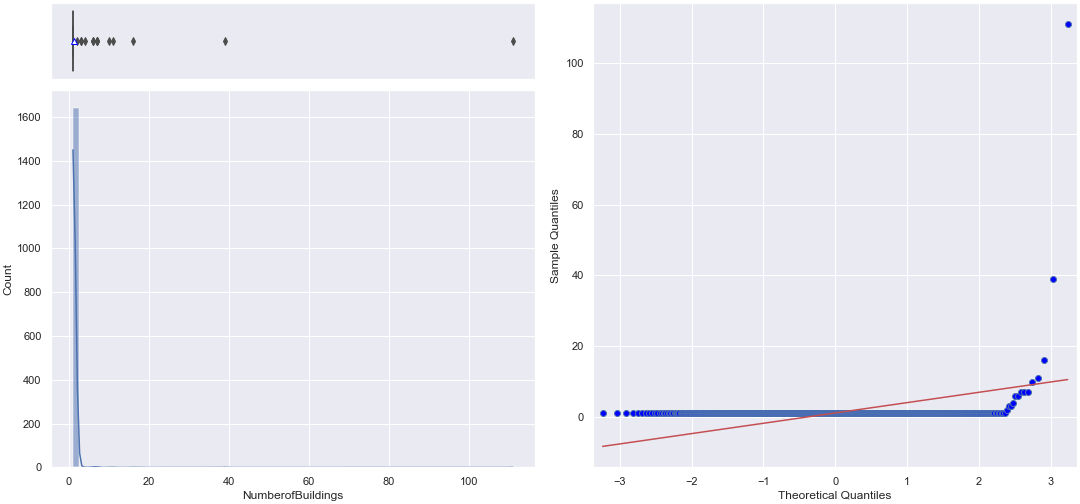 1600
1400
1200
1000
800
600
400
200
0
Count
0 20 40 60 80 100
NumberofBuildings
100
80
60
40
20
0
Sample Quantiles
−3 −2 −1 0 1 2 3
Theoretical Quantiles